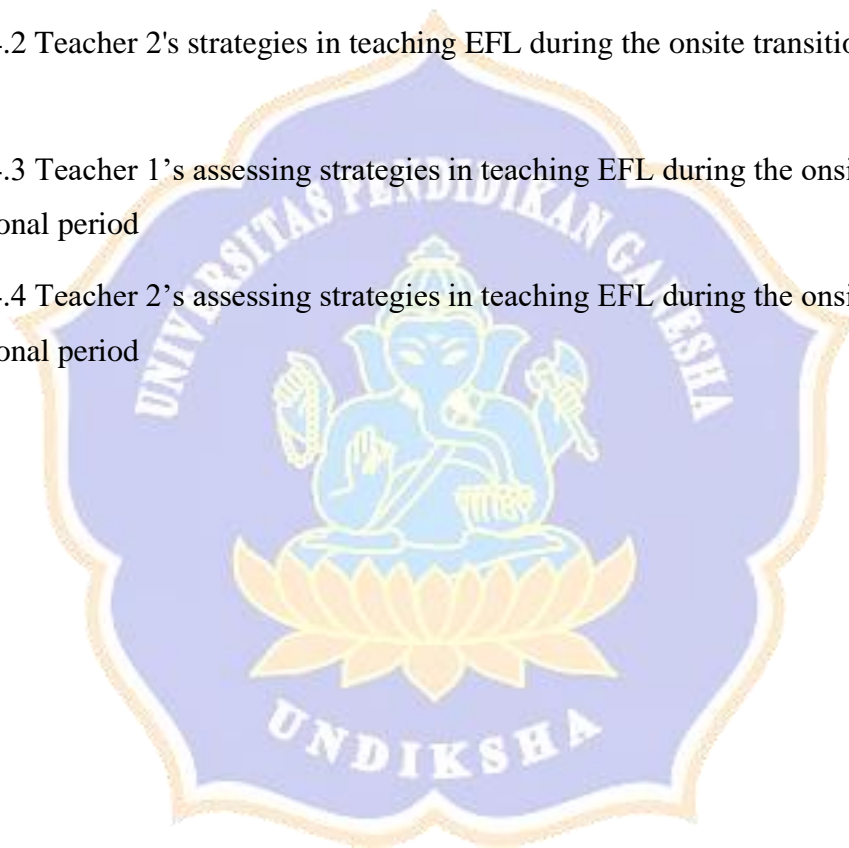 .2 Teacher 2's strategies in teaching EFL during the onsite transitio
.3 Teacher 1’s assessing strategies in teaching EFL during the onsi
onal period
.4 Teacher 2’s assessing strategies in teaching EFL during the onsi
onal period
UNIVERSITAS PENDIDIKAN GANESHA
UNDIKSHA